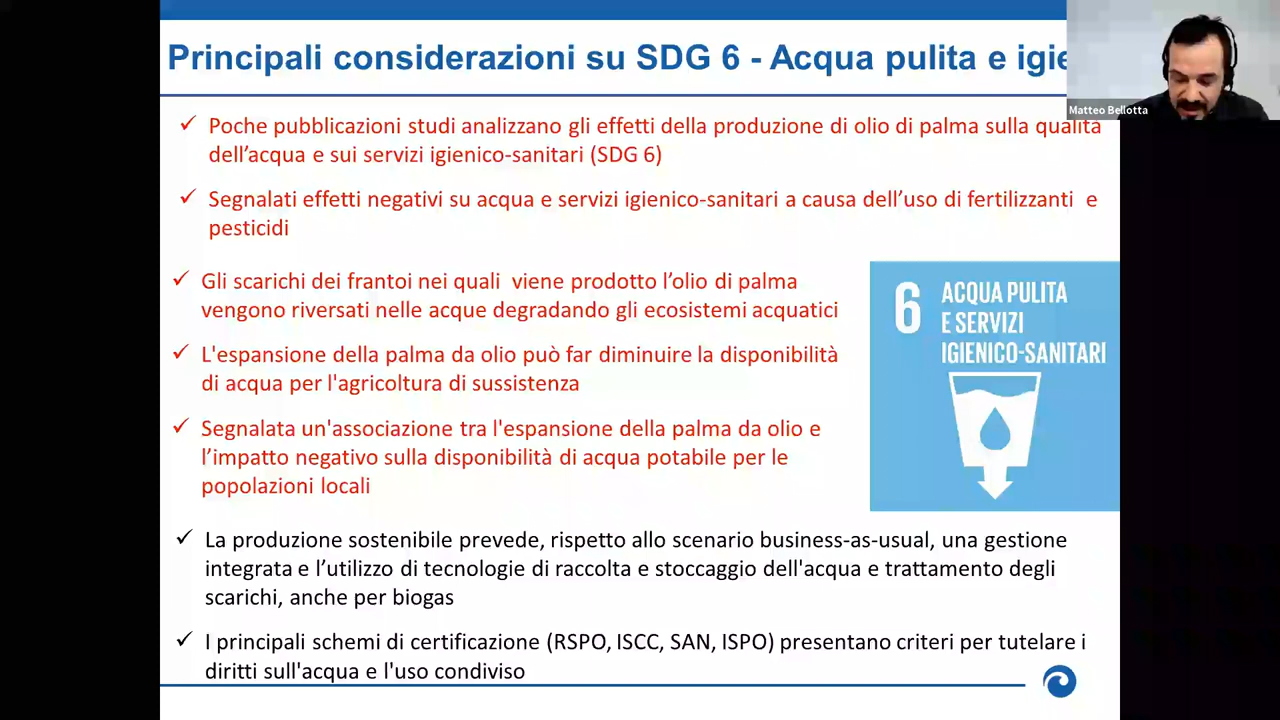 Principali considerazioni su SDG 6 - Acqua pulita e igie
Matteo Bellotta
Poche pubblicazioni studi analizzano gli effetti della produzione di olio di palma sulla qualità
dell’acqua e sui servizi igienico-sanitari (SDG 6)
Segnalati effetti negativi su acqua e servizi igienico-sanitari a causa dell’uso di fertilizzanti e
pesticidi
Gli scarichi dei frantoi nei quali viene prodotto l’olio di palma
vengono riversati nelle acque degradando gli ecosistemi acquatici
L'espansione della palma da olio può far diminuire la disponibilità
di acqua per l'agricoltura di sussistenza
Segnalata un'associazione tra l'espansione della palma da olio e
l’impatto negativo sulla disponibilità di acqua potabile per le
popolazioni locali
6 ACQUA PULITA
E SERVIZI
IGIENICO-SANITARI
La produzione sostenibile prevede, rispetto allo scenario business-as-usual, una gestione
integrata e l’utilizzo di tecnologie di raccolta e stoccaggio dell'acqua e trattamento degli
scarichi, anche per biogas
I principali schemi di certificazione (RSPO, ISCC, SAN, ISPO) presentano criteri per tutelare i
diritti sull'acqua e l'uso condiviso